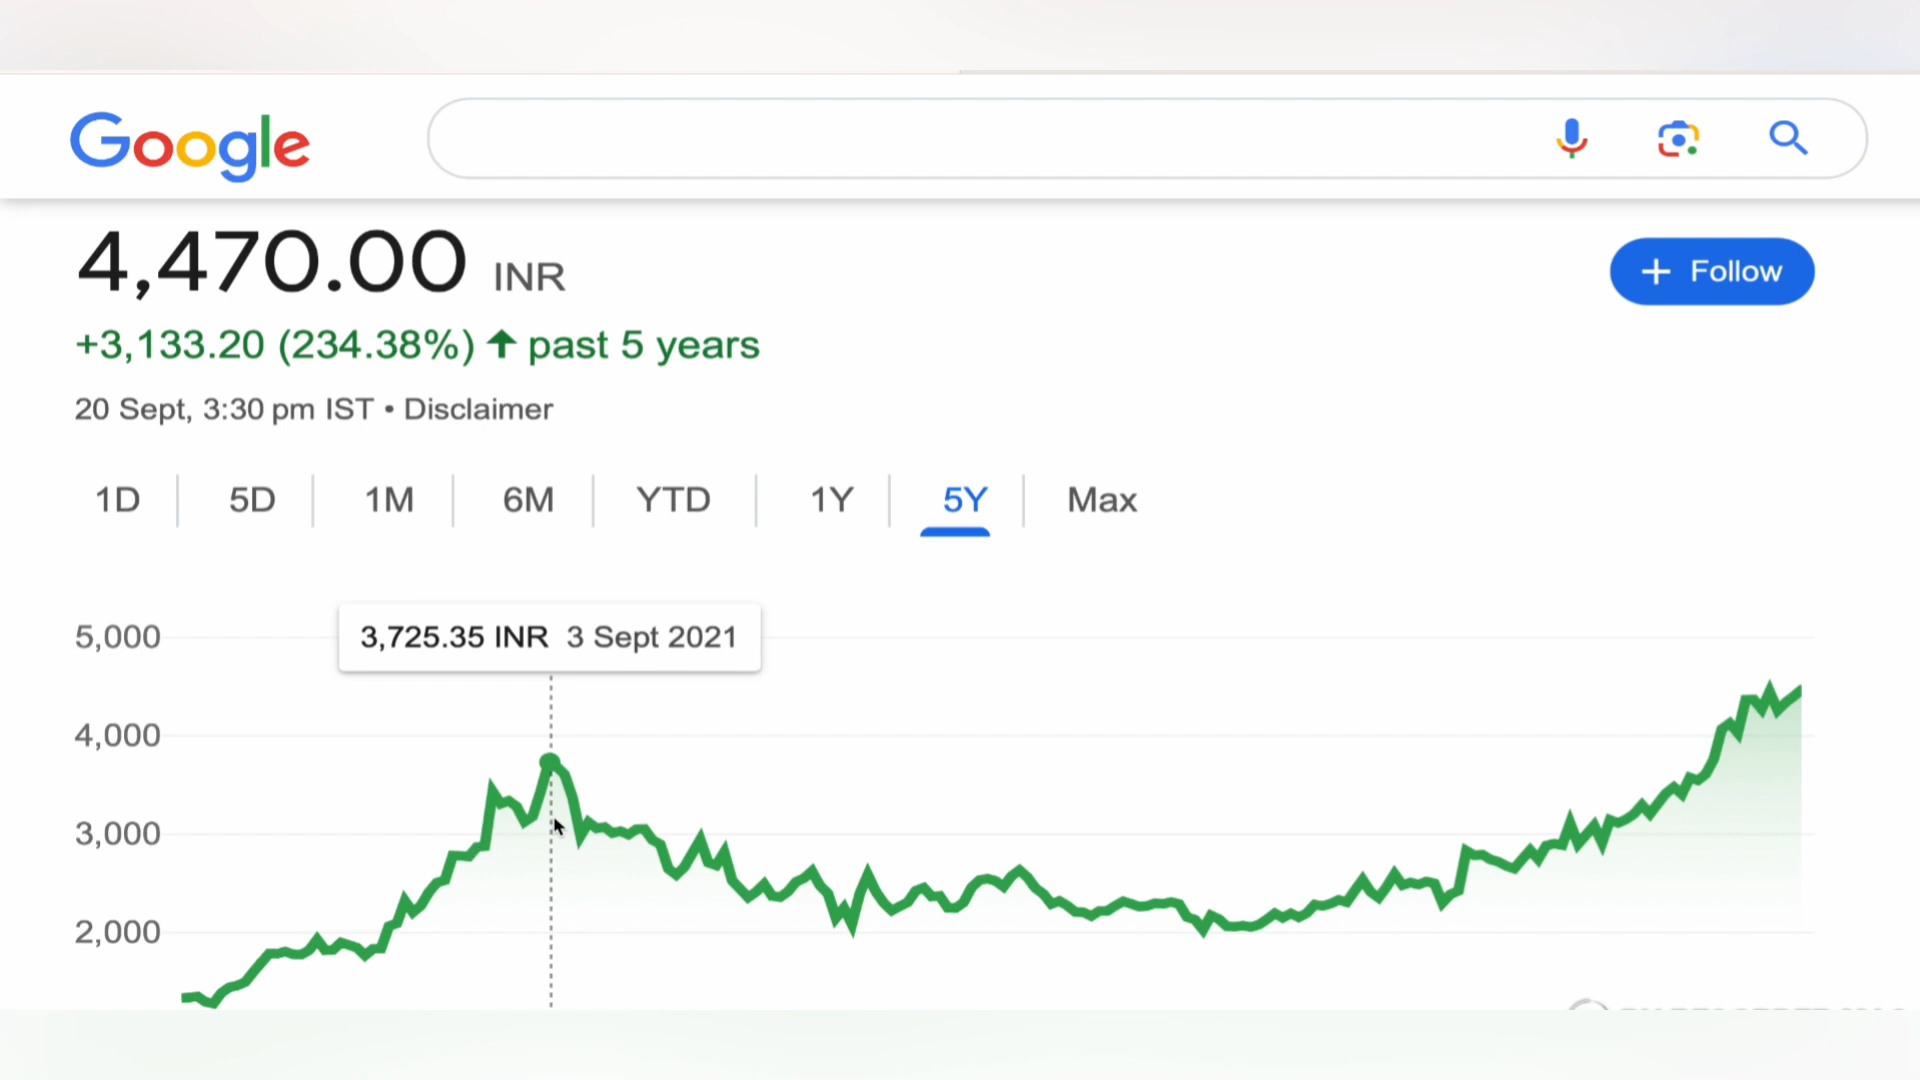 Google
4,470.00 INR
+ Follow
+3,133.20 (234.38%) ↑ past 5 years
20 Sept, 3:30 pm IST • Disclaimer
1D 5D 1M 6M YTD 1Y 5Y Max
3,725.35 INR 3 Sept 2021
5,000
4,000
3,000
2,000